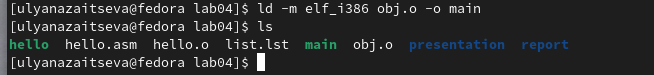 [ulyanazaitseva@fedora lab04]$ ld -m elf_i386 obj.o -o main
[ulyanazaitseva@fedora lab04]$ ls
hello  hello.asm  hello.o  list.lst  main  obj.o  presentation  report
[ulyanazaitseva@fedora lab04]$